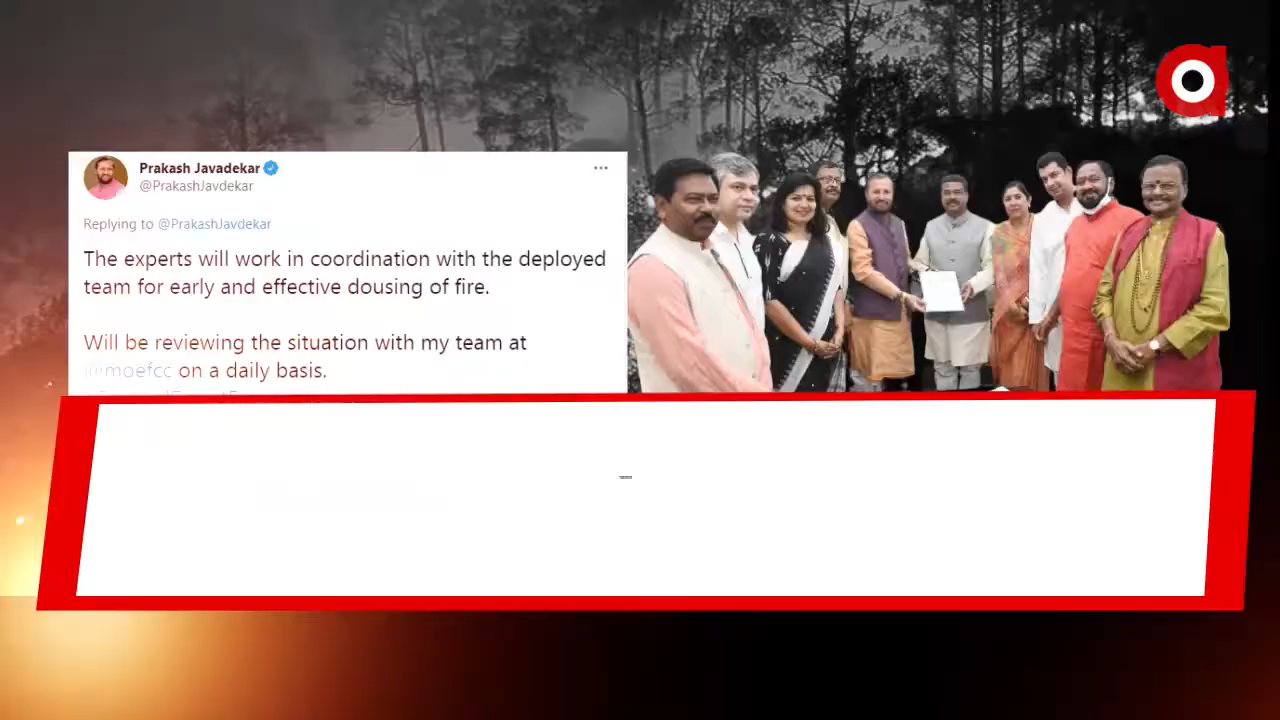 Prakash Javadekar
@PrakashJavdekar
Replying to @PrakashJavdekar
The experts will work in coordination with the deployed
team for early and effective dousing of fire.
Will be reviewing the situation with my team at
on a daily basis.